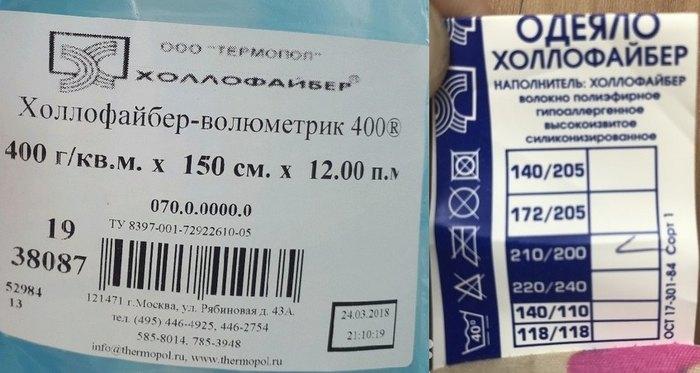 ООО "ТЕРМОПОЛ"
ХОЛЛОФАЙБЕР®
Холлофайбер-волюметрик 400®
400 г/кв.м. х 150 см. х 12.00 п.м
070.0.0000.0
ТУ 8397-001-72922610-05
19
38087
52984
13
121471 г.Москва, ул. Рябиновая д. 43А.
тел. (495) 446-4925, 446-2754
585-8014, 785-3948
info@thermopol.ru, www.thermopol.ru
24.03.2018
21:10:19
ОДЕЯЛО
ХОЛЛОФАЙБЕР
НАПОЛНИТЕЛЬ: ХОЛЛОФАЙБЕР
волокно полиэфирное
гипоаллергенное
высокоизвитое
силиконизированное
140/205
172/205
210/200
220/240
140/110
118/118
ОСТ 17-301-84 Сорт 1
40°